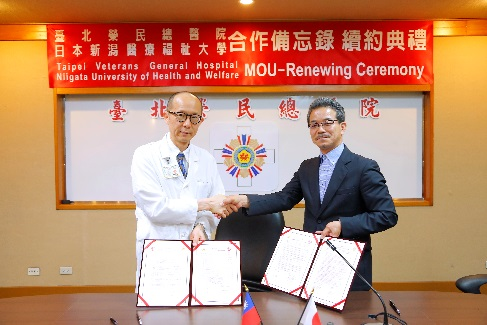 臺北榮民總醫院
日本新潟醫療福祉大學
合作備忘錄 續約典禮
Taipei Veterans General Hospital
Niigata University of Health and Welfare
MOU-Renewing Ceremony
臺北榮民總 院